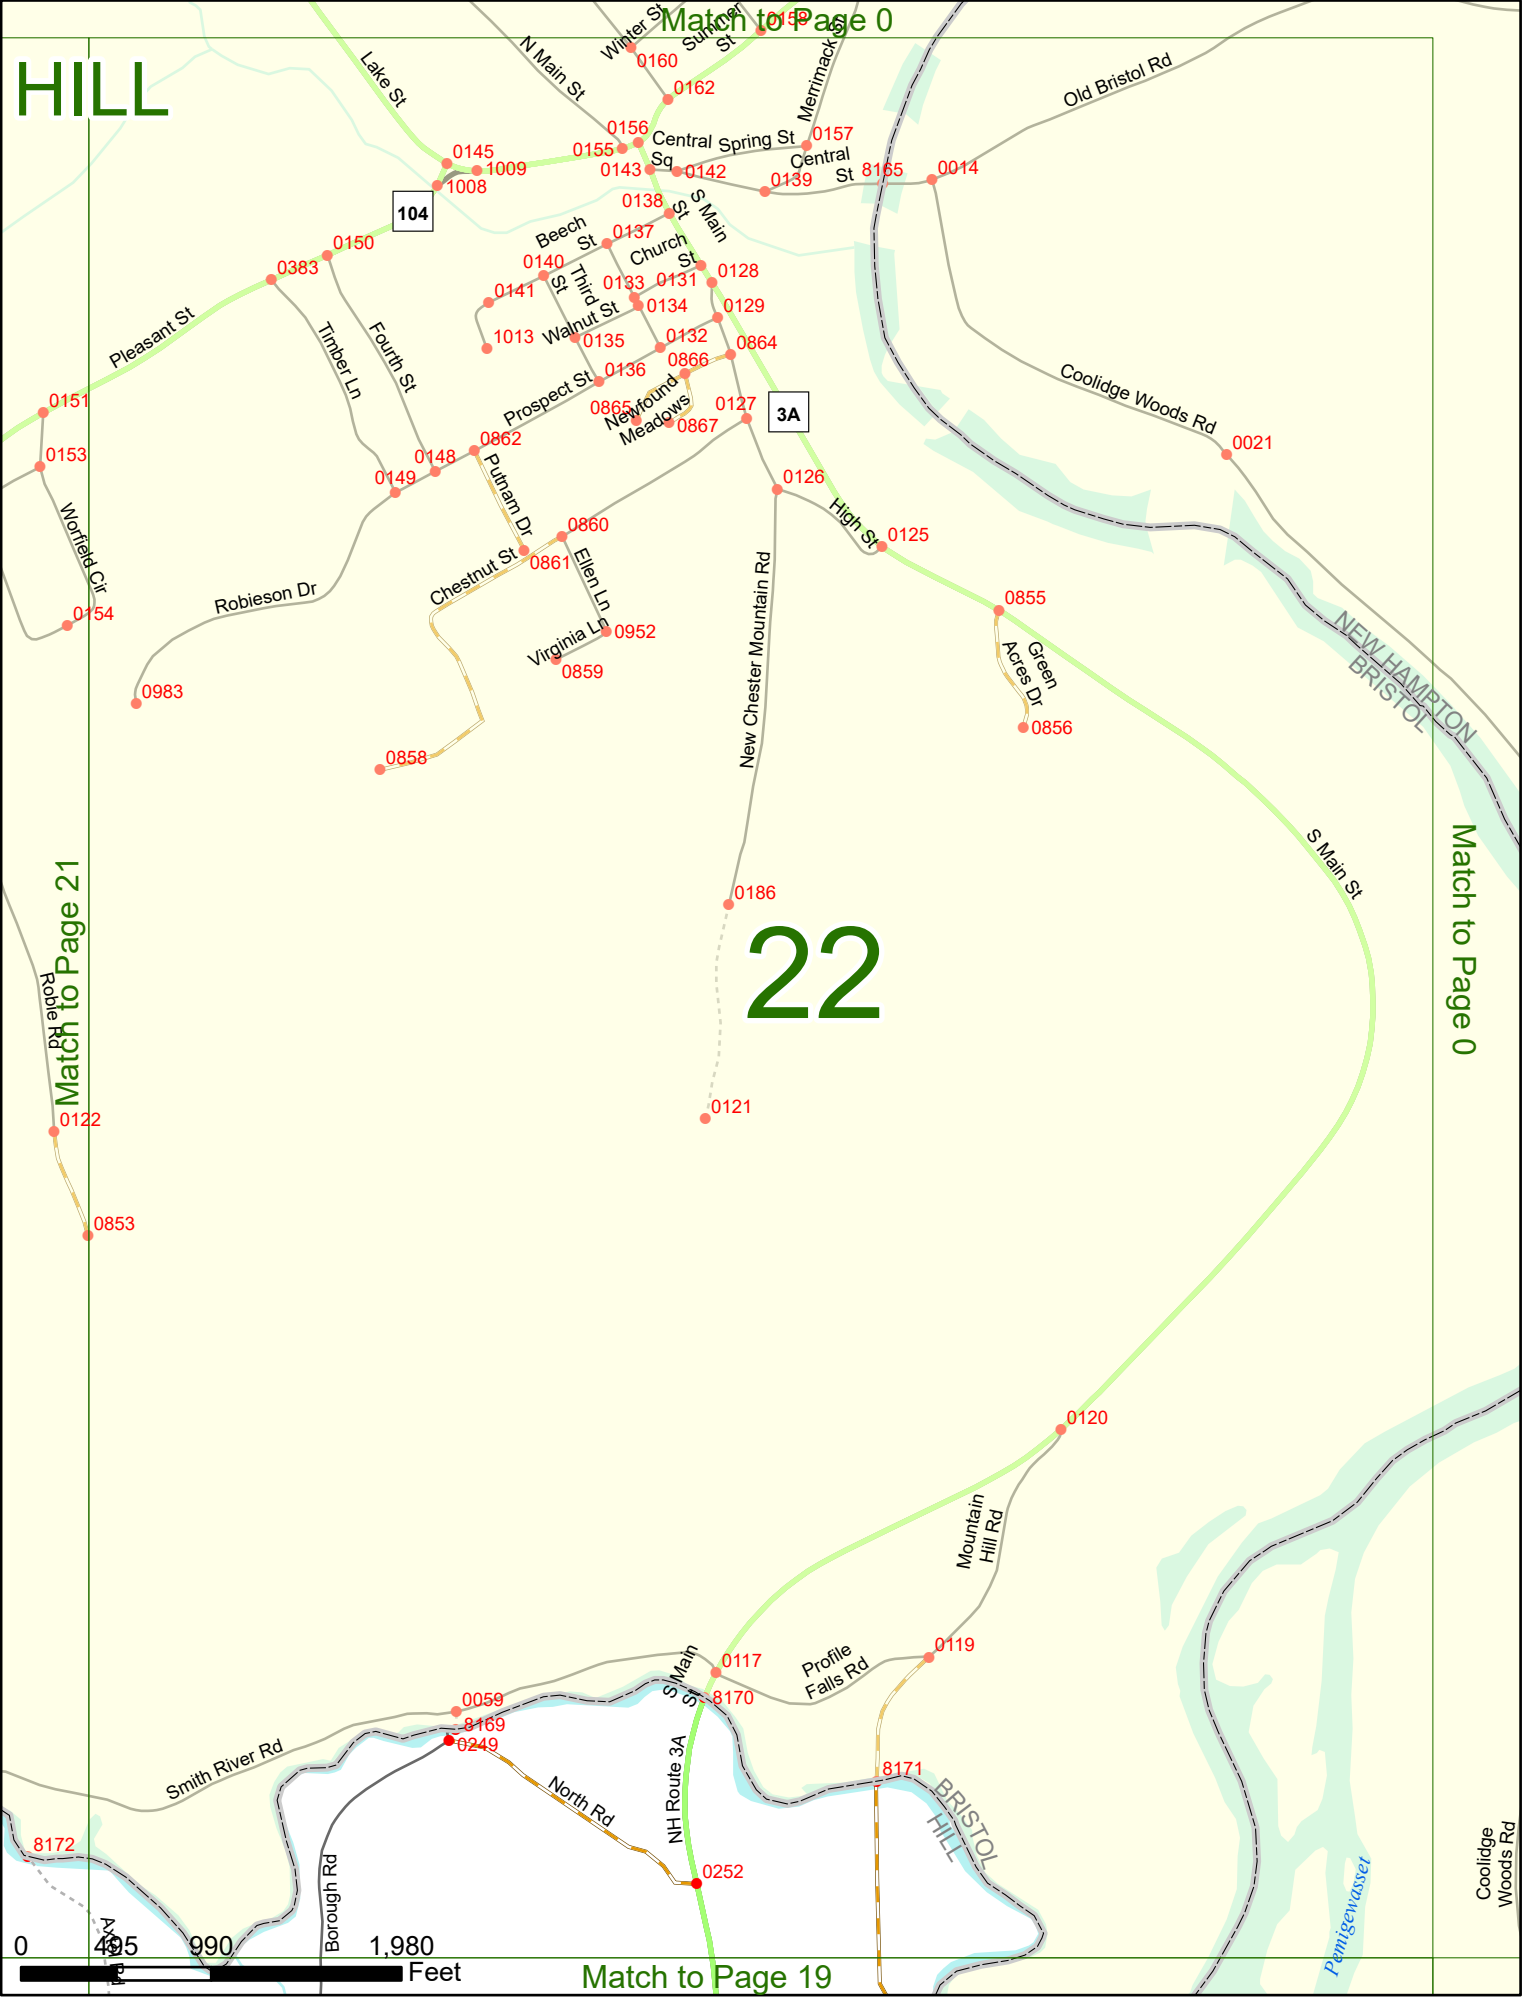 Match to Page 0
HILL
Winter St
Summer
St
0158
0160
N Main St
Lake St
Merrimack St
Old Bristol Rd
0162
0156
0155
Central Spring St
Sq
0157
0145
1009
1008
0143
0142
Central
St
0139
8165
0014
104
0138
St
S Main
Beech
St
0137
Church
St
0150
0383
0140
St
Third
0133
0131
0128
0141
0134
0129
Walnut St
1013
0135
0132
0864
Pleasant St
Timber Ln
Fourth St
0136
0866
Prospect St
Newfound
Meadows
0865
0867
0127
3A
Coolidge Woods Rd
0151
0153
0862
0148
0149
Putnam Dr
0021
0126
Worfield Cir
High St
0125
0860
0861
Chestnut St
Ellen Ln
New Chester Mountain Rd
Robieson Dr
0154
0855
Green
Acres Dr
Virginia Ln
0952
0859
NEW HAMPTON
BRISTOL
0983
0856
0858
S Main St
Match to Page 21
Match to Page 0
0186
22
Robie Rd
0121
0122
0853
0120
Mountain
Hill Rd
0119
Profile
Falls Rd
0117
S Main
St
8170
0059
8169
0249
Smith River Rd
NH Route 3A
North Rd
8171
BRISTOL
HILL
8172
0252
Borough Rd
Coolidge
Woods Rd
Pemigewasset
0
495
990
1,980
Feet
Match to Page 19